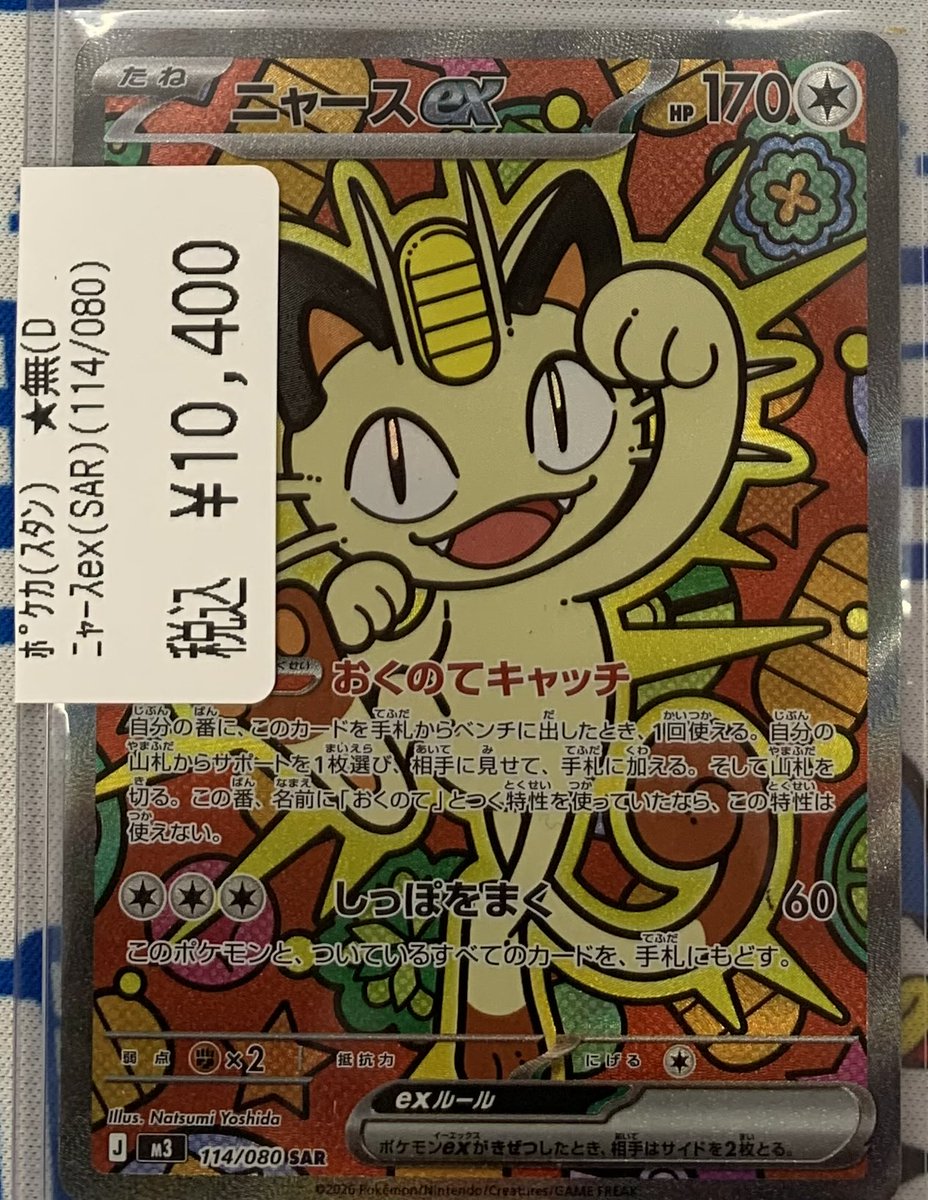 たね
ニャースex
HP 170
ﾎﾟｹｶ(ｽﾀﾝ) ★無(D
ﾆｬｰｽex(SAR)(114/080)
税込 ¥10,400
おくのてキャッチ
自分の番に、このカードを手札からベンチに出したとき、1回使える。自分の
山札からサポートを1枚選び、相手に見せて、手札に加える。そして山札を
切る。この番、名前に「おくのて」とつく特性を使っていたなら、この特性は
使えない。
しっぽをまく 60
このポケモンと、ついているすべてのカードを、手札にもどす。
弱点 ×2 抵抗力 にげる
exルール
ポケモンexがきぜつしたとき、相手はサイドを2枚とる。
Illus. Natsumi Yoshida
J M3 114/080 SAR
©2026 Pokémon/Nintendo/Creatures/GAME FREAK